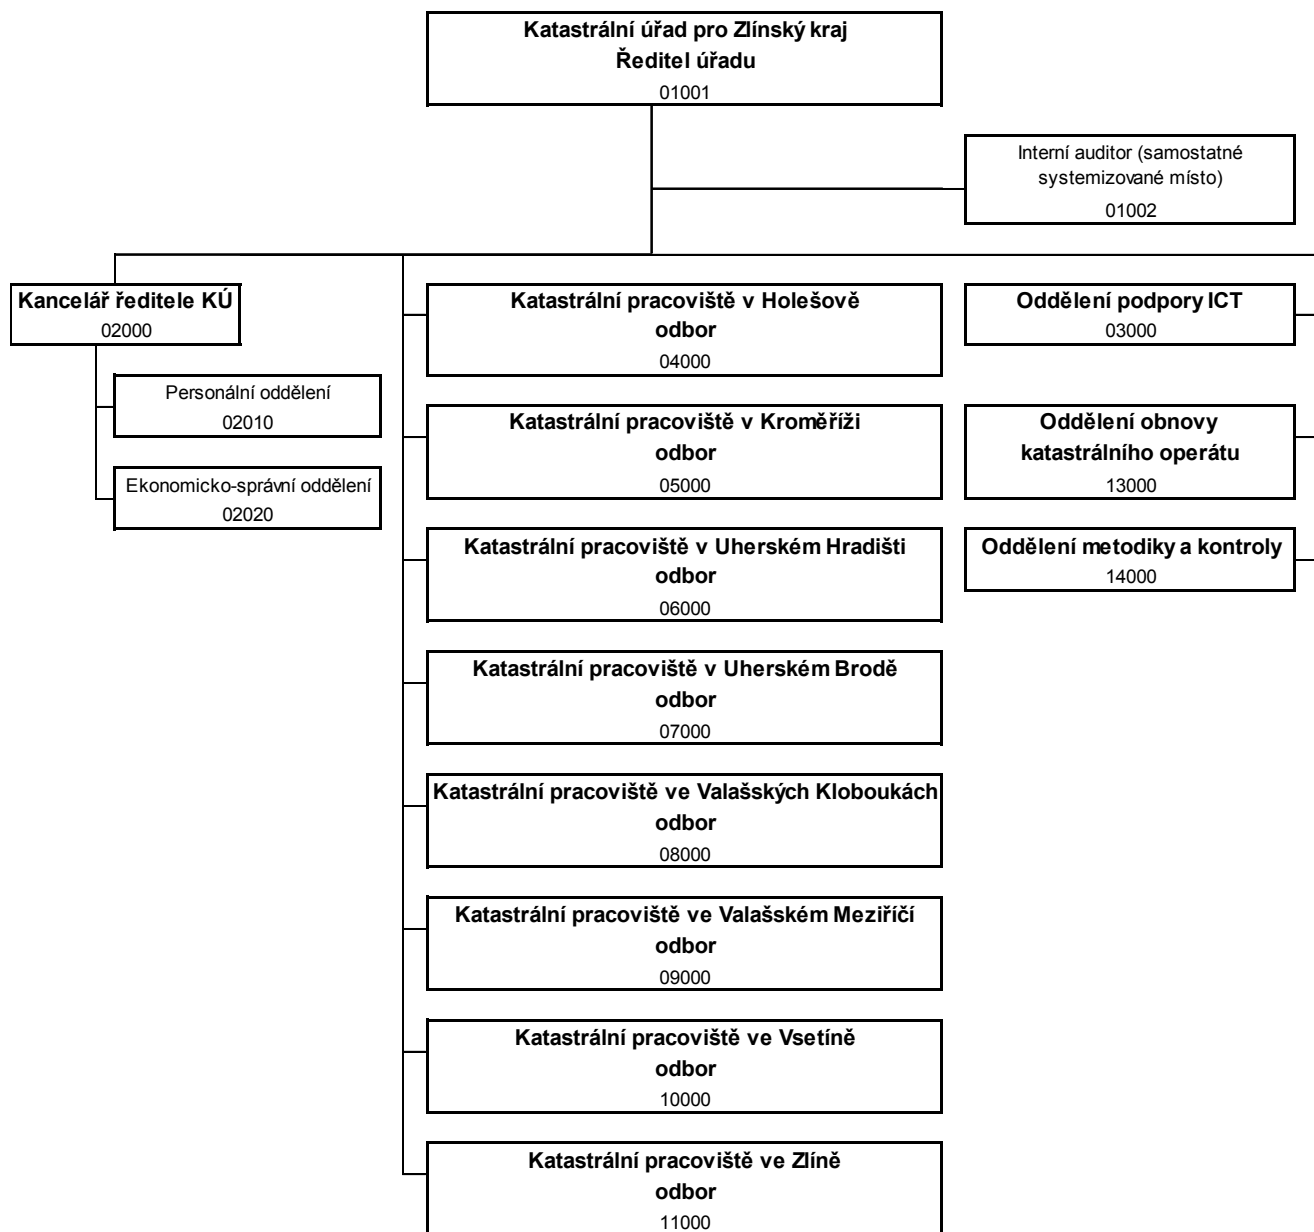 Katastrální úřad pro Zlínský kraj
Ředitel úřadu
01001
Interní auditor (samostatné
systemizované místo)
01002
Kancelář ředitele KÚ
02000
Personální oddělení
02010
Ekonomicko-správní oddělení
02020
Katastrální pracoviště v Holešově
odbor
04000
Katastrální pracoviště v Kroměříži
odbor
05000
Katastrální pracoviště v Uherském Hradišti
odbor
06000
Katastrální pracoviště v Uherském Brodě
odbor
07000
Katastrální pracoviště ve Valašských Kloboukách
odbor
08000
Katastrální pracoviště ve Valašském Meziříčí
odbor
09000
Katastrální pracoviště ve Vsetíně
odbor
10000
Katastrální pracoviště ve Zlíně
odbor
11000
Oddělení podpory ICT
03000
Oddělení obnovy
katastrálního operátu
13000
Oddělení metodiky a kontroly
14000